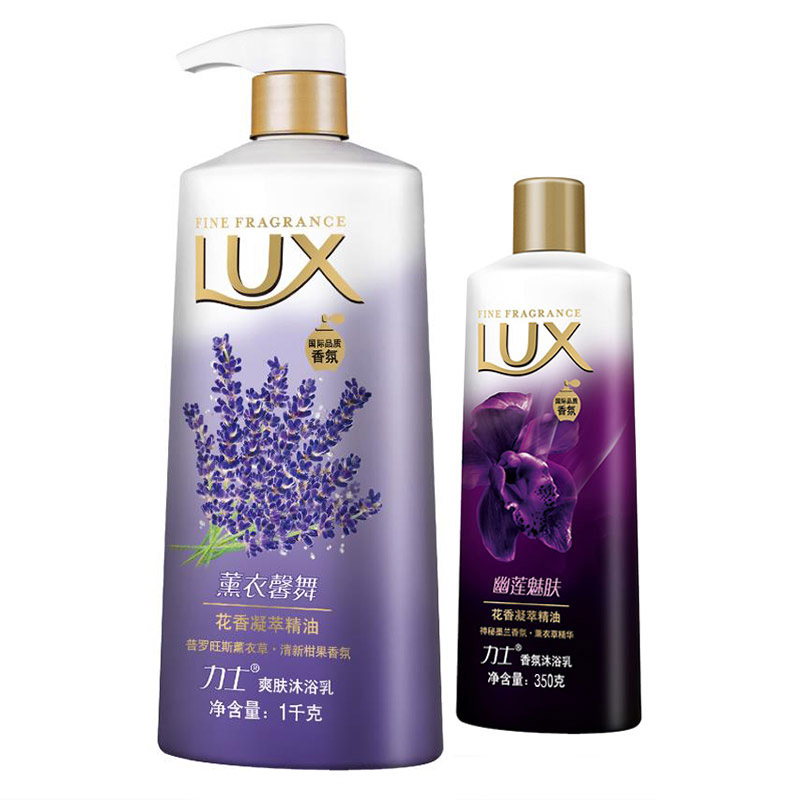 FINE FRAGRANCE
LUX
国际品质
香氛
薰衣馨舞
花香凝萃精油
普罗旺斯薰衣草·清新柑果香氛
力士®爽肤沐浴乳
净含量：1千克
FINE FRAGRANCE
LUX
国际品质
香氛
幽莲魅肤
花香凝萃精油
神秘墨兰香氛·薰衣草精华
力士®香氛沐浴乳
净含量：350克